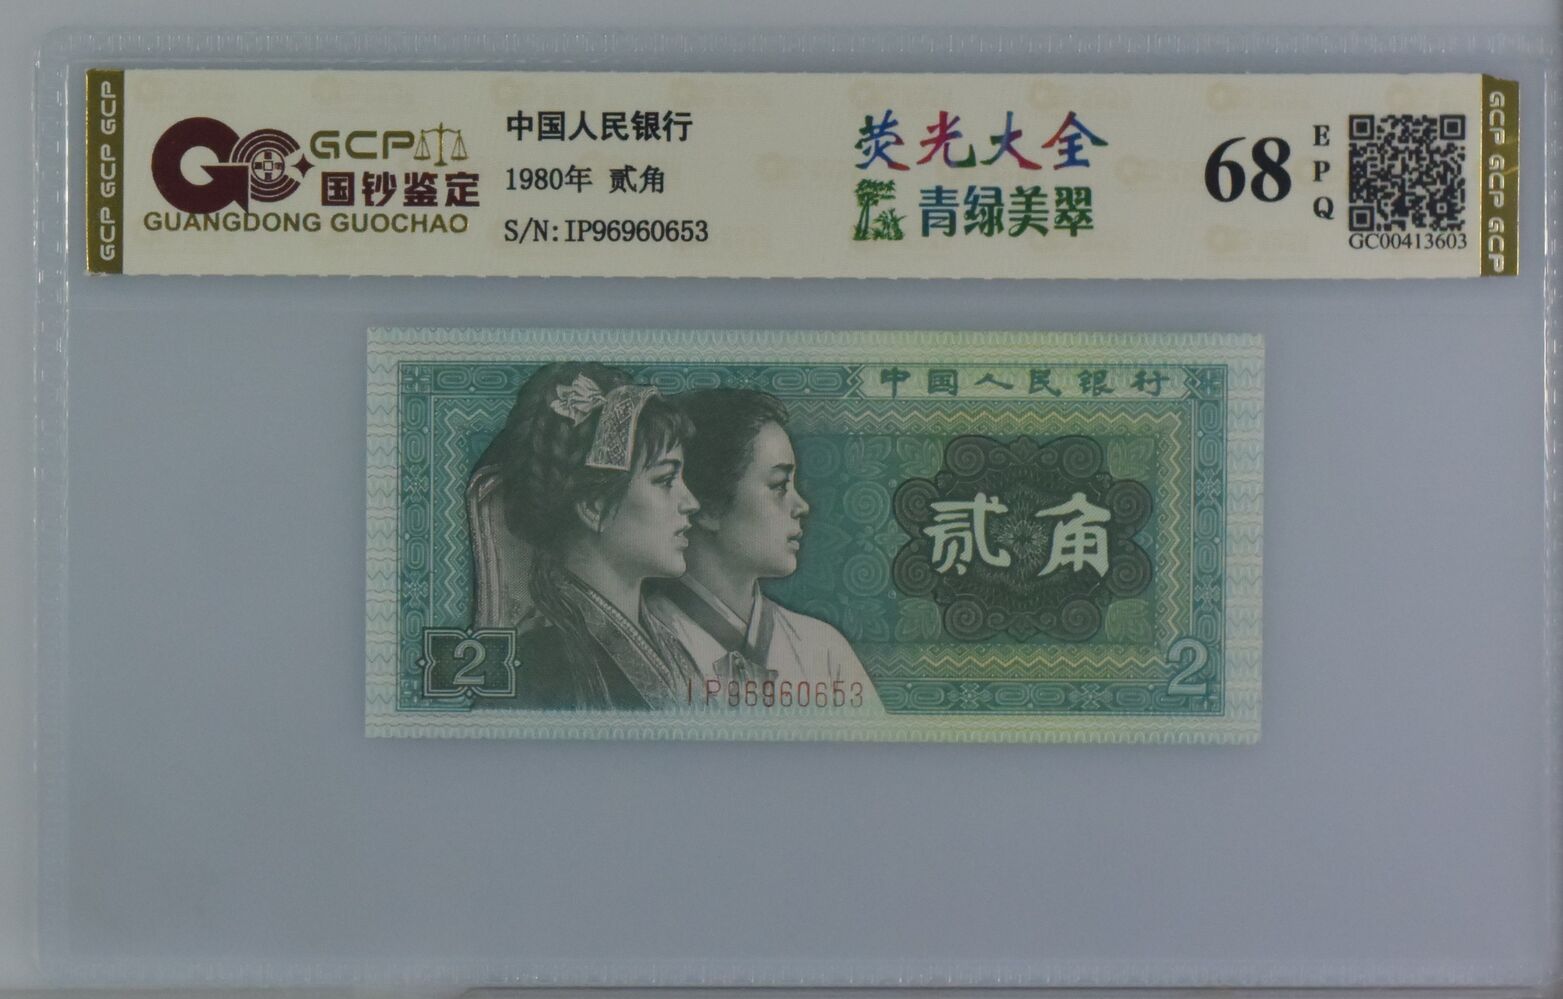 GCP GCP GCP
GCP
国钞鉴定
GUANGDONG GUOCHAO
中国人民银行
1980年 贰角
S/N:IP96960653
荧光大全
青绿美翠
68
EPQ
GC00413603
GCP GCP GCP GCP
中国人民银行
贰角
2
2
IP96960653